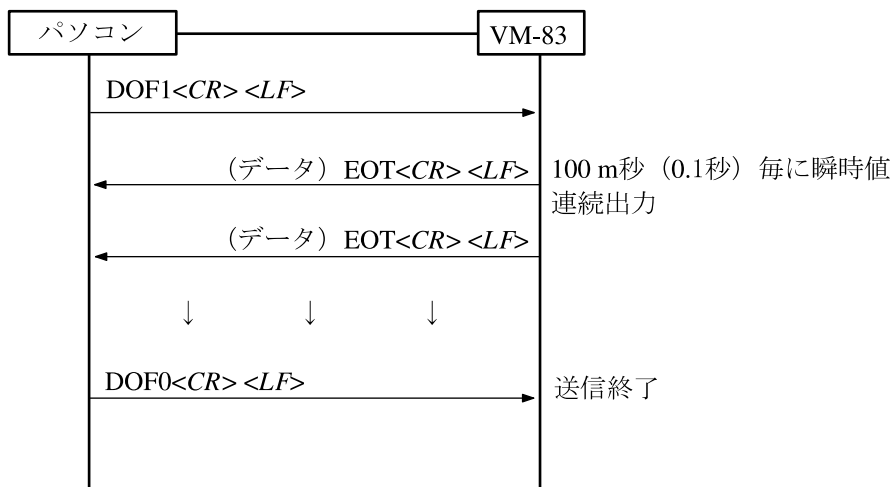 パソコン
VM-83
DOF1<CR> <LF>
（データ）EOT<CR> <LF>
100 m秒（0.1秒）毎に瞬時値
連続出力
（データ）EOT<CR> <LF>
↓ ↓ ↓
DOF0<CR> <LF>
送信終了